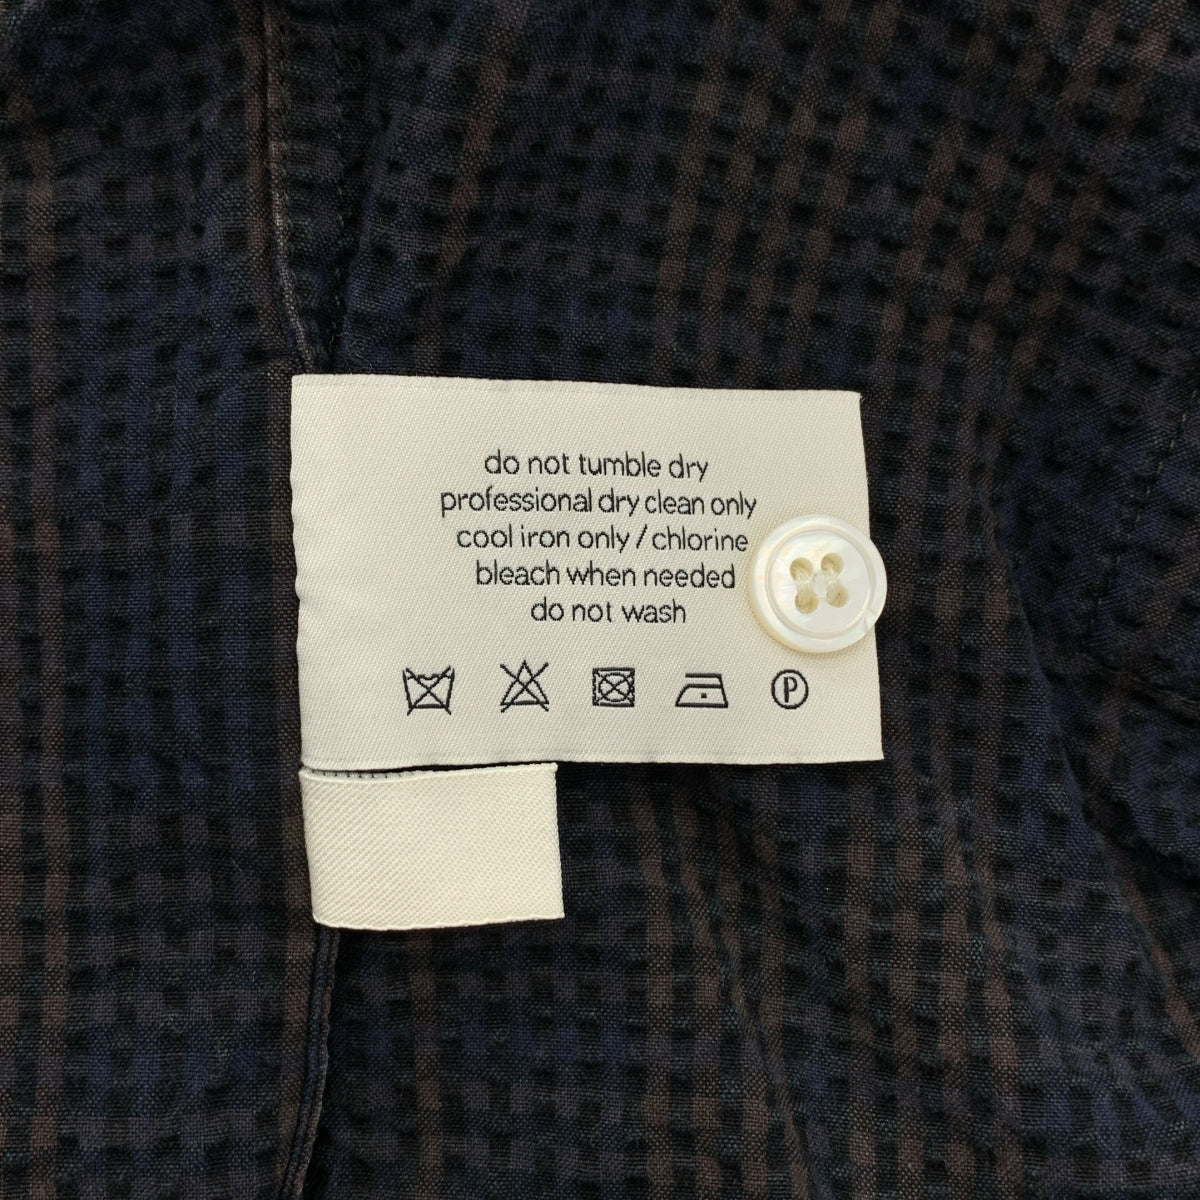 do not tumble dry
professional dry clean only
cool iron only / chlorine
bleach when needed
do not wash
P